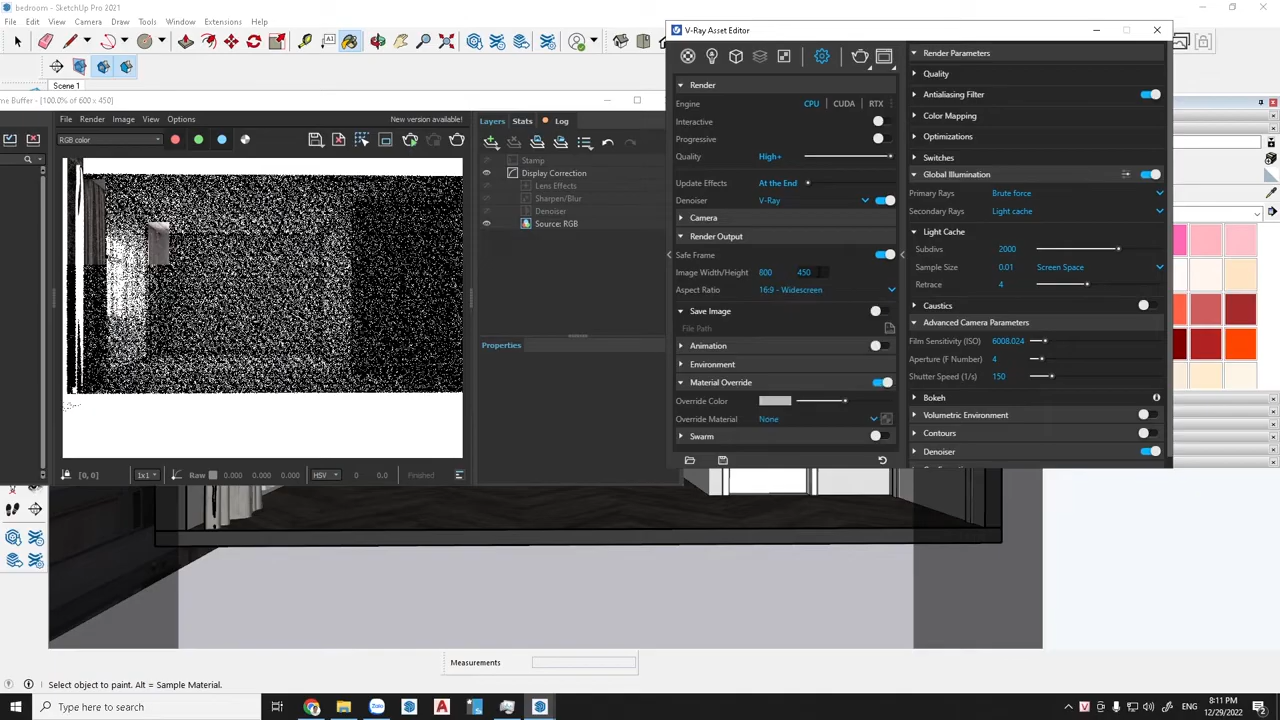 bedroom - SketchUp Pro 2021
File Edit View Camera Draw Tools Window Extensions Help
Scene 1
me Buffer - [100.0% of 600 x 450]
File Render Image View Options
New version available!
RGB color
Layers Stats Log
Stamp
Display Correction
Lens Effects
Sharpen/Blur
Denoiser
Source: RGB
Properties
[0, 0] 1x1 Raw 0.000 0.000 0.000 HSV 0 0.0 Finished
V-Ray Asset Editor
Render
Engine CPU CUDA RTX
Interactive
Progressive
Quality High+
Update Effects At the End
Denoiser V-Ray
Camera
Render Output
Safe Frame
Image Width/Height 800 450
Aspect Ratio 16:9 - Widescreen
Save Image
File Path
Animation
Environment
Material Override
Override Color
Override Material None
Swarm
Render Parameters
Quality
Antialiasing Filter
Color Mapping
Optimizations
Switches
Global Illumination
Primary Rays Brute force
Secondary Rays Light cache
Light Cache
Subdivs 2000
Sample Size 0.01 Screen Space
Retrace 4
Caustics
Advanced Camera Parameters
Film Sensitivity (ISO) 6008.024
Aperture (F Number) 4
Shutter Speed (1/s) 150
Bokeh
Volumetric Environment
Contours
Denoiser
Measurements
Select object to paint. Alt = Sample Material.
Type here to search
Zalo
8:11 PM
12/29/2022